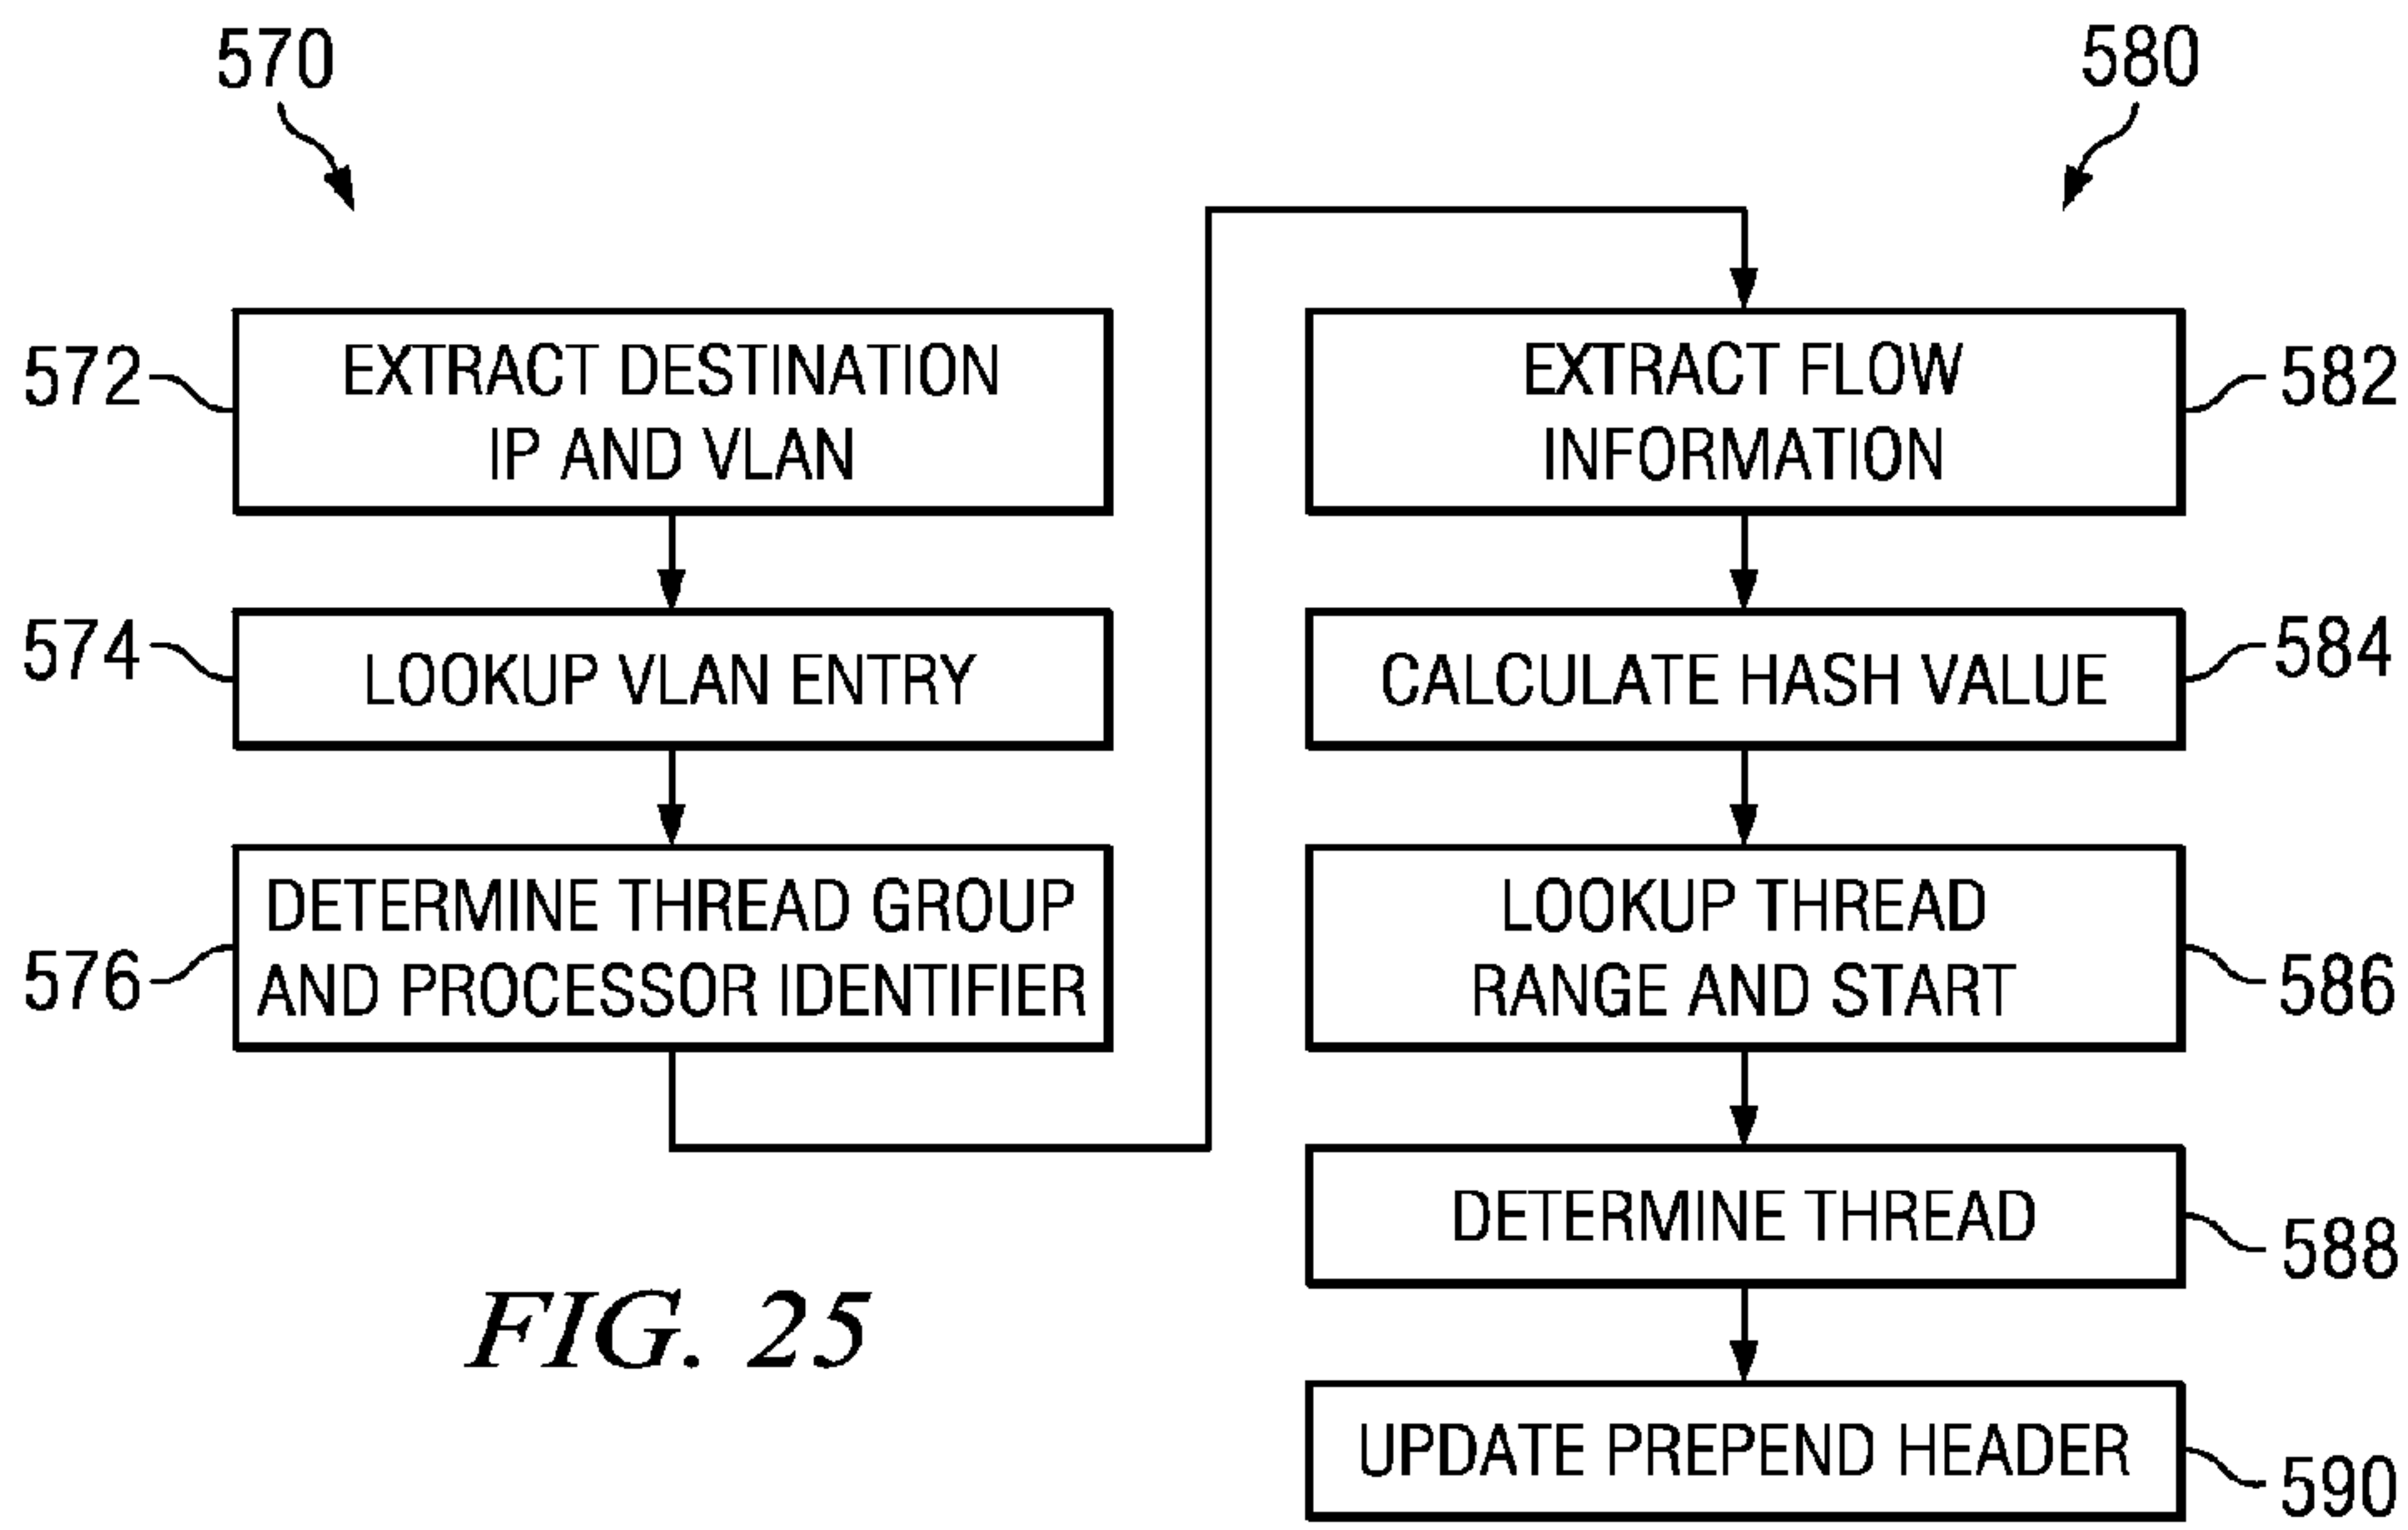 570
580
572
EXTRACT DESTINATION
IP AND VLAN
574
LOOKUP VLAN ENTRY
576
DETERMINE THREAD GROUP
AND PROCESSOR IDENTIFIER
EXTRACT FLOW
INFORMATION
582
CALCULATE HASH VALUE
584
LOOKUP THREAD
RANGE AND START
586
DETERMINE THREAD
588
UPDATE PREPEND HEADER
590
FIG. 25